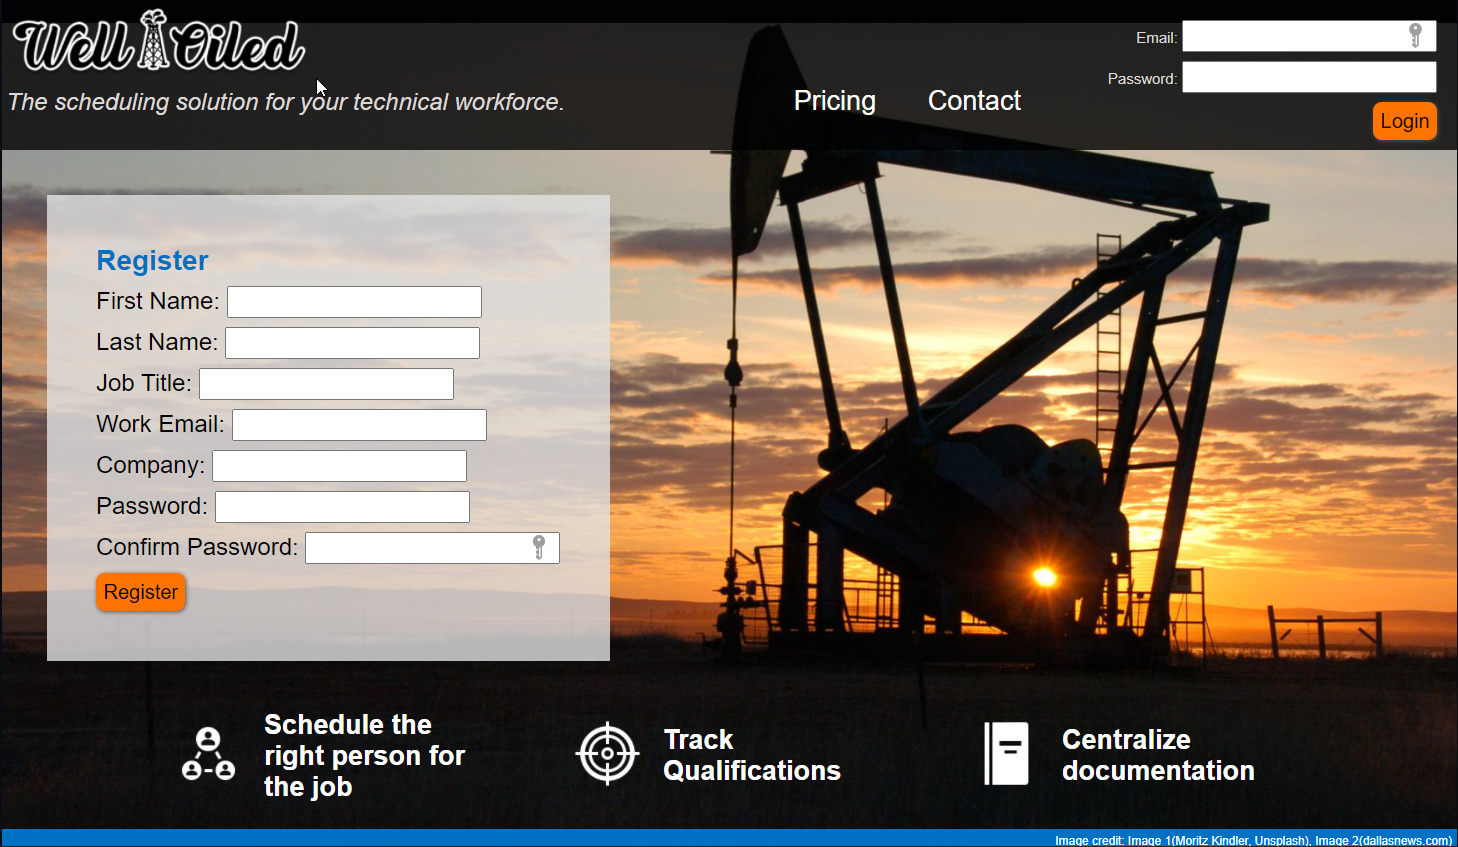 Well Oiled
The scheduling solution for your technical workforce.
Pricing
Contact
Email:
Password:
Login
Register
First Name:
Last Name:
Job Title:
Work Email:
Company:
Password:
Confirm Password:
Register
Schedule the
right person for
the job
Track
Qualifications
Centralize
documentation
Image credit: Image 1(Moritz Kindler, Unsplash), Image 2(dallasnews.com)